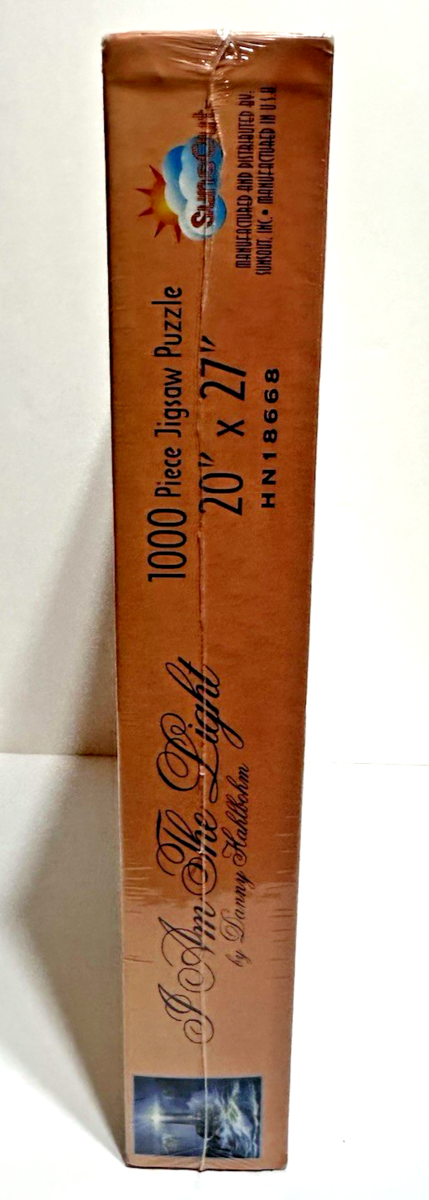 I Am The Light
by Danny Hahlbohm
1000 Piece Jigsaw Puzzle
20" x 27"
HN18668
SunsOut
MANUFACTURED AND DISTRIBUTED BY:
SUNSOUT, INC. • MANUFACTURED IN U.S.A.